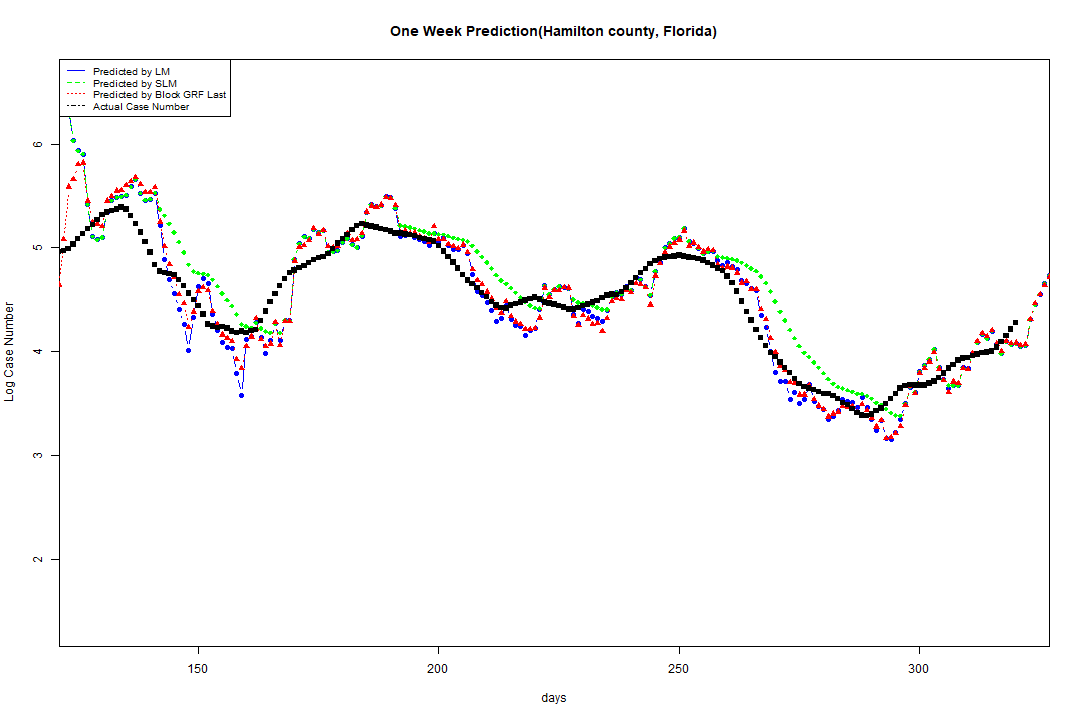 One Week Prediction(Hamilton county, Florida)
Predicted by LM
Predicted by SLM
Predicted by Block GRF Last
Actual Case Number
6
5
4
3
2
Log Case Number
150
200
250
300
days